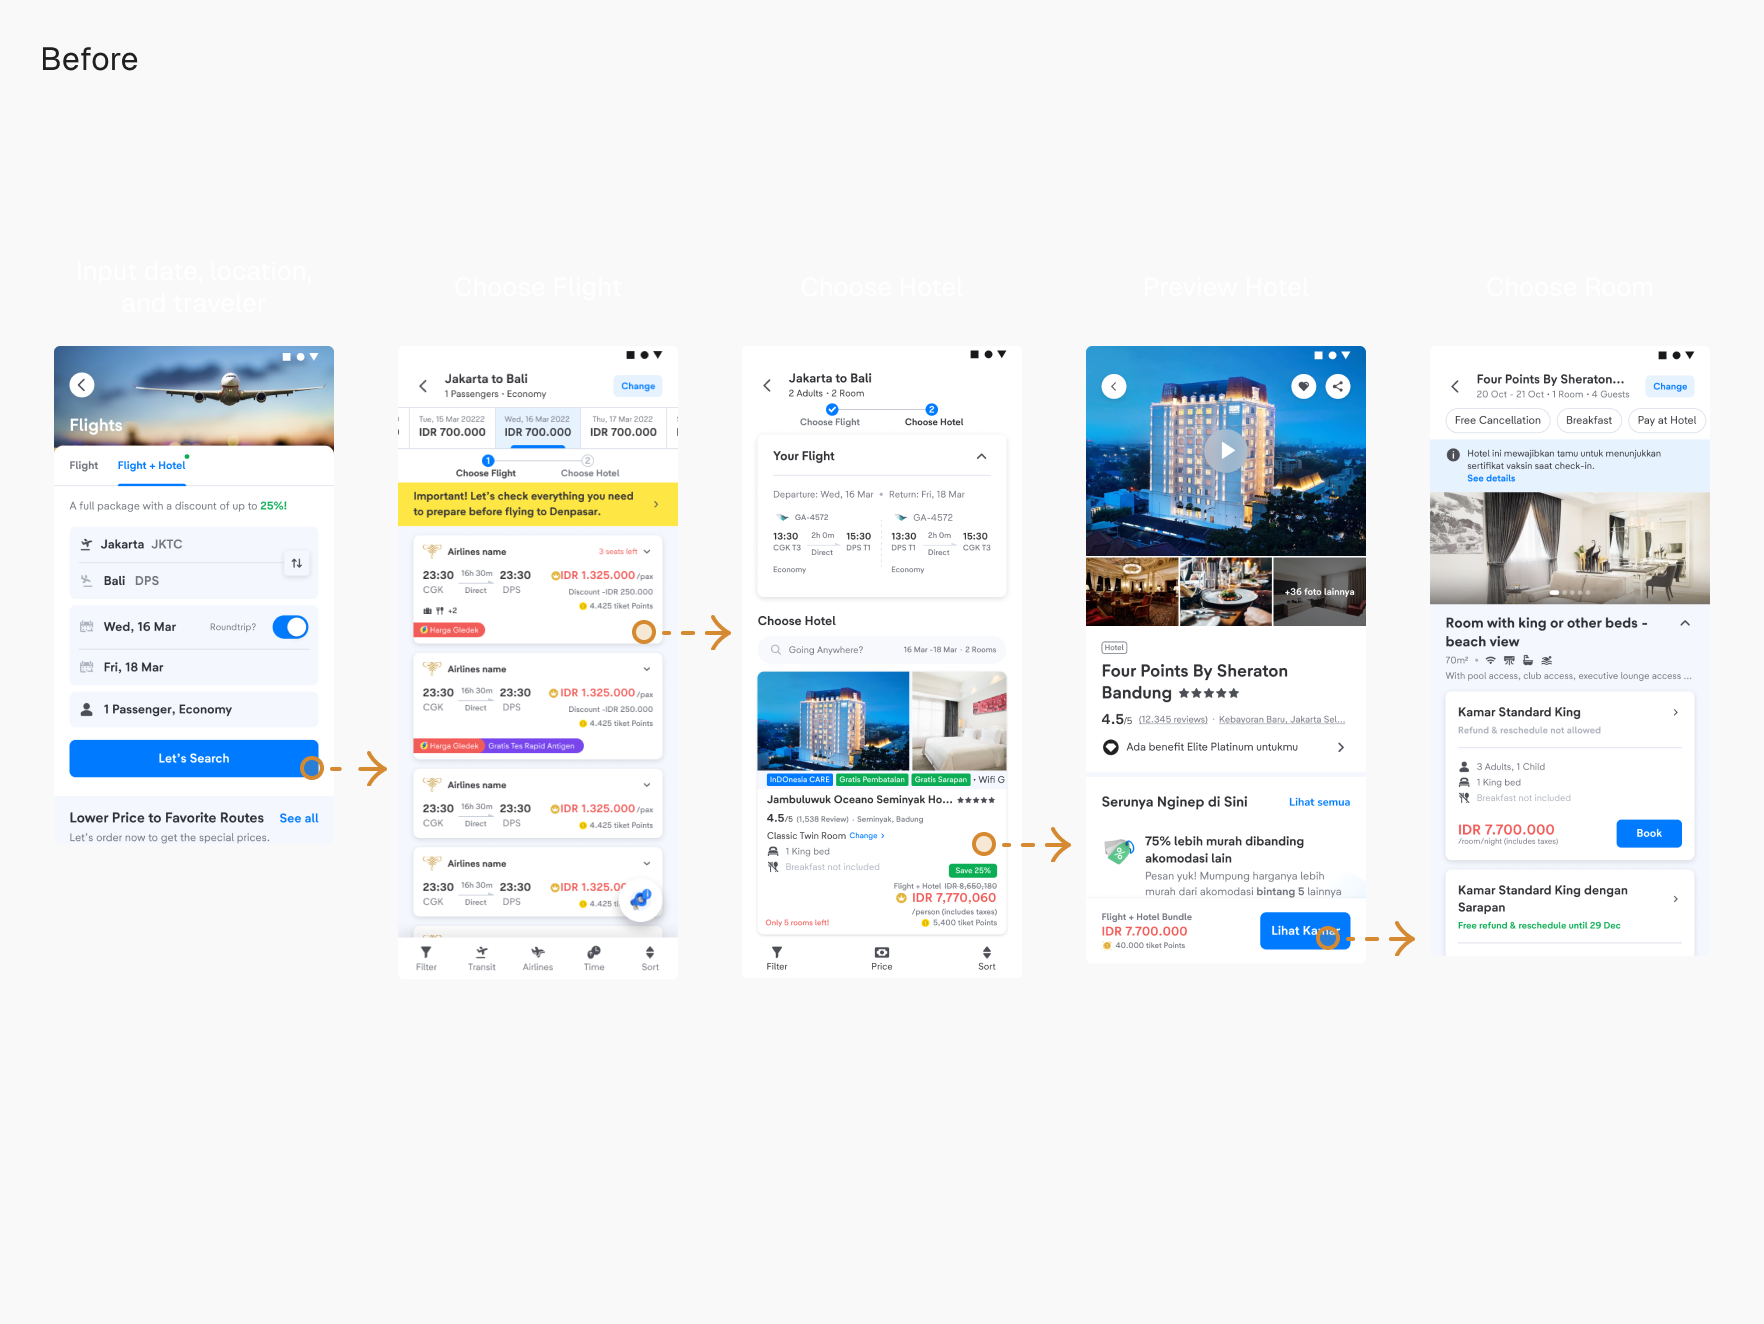 Before
Input date, location,
and traveler
Choose Flight
Choose Hotel
Preview Hotel
Choose Room
Flights
Flight
Flight + Hotel
A full package with a discount of up to 25%!
Jakarta JKTC
Bali DPS
Wed, 16 Mar
Roundtrip?
Fri, 18 Mar
1 Passenger, Economy
Let's Search
Lower Price to Favorite Routes
See all
Let's order now to get the special prices.
Jakarta to Bali
1 Passengers • Economy
Change
Tue, 15 Mar 20222
IDR 700.000
Wed, 16 Mar 2022
IDR 700.000
Thu, 17 Mar 2022
IDR 700.000
1
2
Choose Flight
Choose Hotel
Important! Let's check everything you need
to prepare before flying to Denpasar.
Airlines name
3 seats left
23:30 16h 30m 23:30
IDR 1.325.000 /pax
CGK Direct DPS
Discount -IDR 250.000
4.425 tiket Points
+2
Harga Gledek
Airlines name
23:30 16h 30m 23:30
IDR 1.325.000 /pax
CGK Direct DPS
Discount -IDR 250.000
4.425 tiket Points
Harga Gledek
Gratis Tes Rapid Antigen
Airlines name
23:30 16h 30m 23:30
IDR 1.325.000 /pax
CGK Direct DPS
4.425 tiket Points
Airlines name
23:30 16h 30m 23:30
IDR 1.325.00
CGK Direct DPS
4.425 ti
Filter
Transit
Airlines
Time
Sort
Jakarta to Bali
2 Adults • 2 Room
2
Choose Flight
Choose Hotel
Your Flight
Departure: Wed, 16 Mar • Return: Fri, 18 Mar
GA-4572
13:30 2h 0m 15:30
CGK T3 Direct DPS T1
Economy
GA-4572
13:30 2h 0m 15:30
DPS T1 Direct CGK T3
Economy
Choose Hotel
Going Anywhere?
16 Mar -18 Mar • 2 Rooms
InDOnesia CARE
Gratis Pembatalan
Gratis Sarapan
• Wifi G
Jambuluwuk Oceano Seminyak Ho...
4.5/5 (1,538 Review) • Seminyak, Badung
Classic Twin Room Change >
1 King bed
Breakfast not included
Save 25%
Flight + Hotel IDR 8,650,180
IDR 7,770,060
/person (includes taxes)
Only 5 rooms left!
5,400 tiket Points
Filter
Price
Sort
+36 foto lainnya
Hotel
Four Points By Sheraton
Bandung
4.5/5 (12.345 reviews) • Kebayoran Baru, Jakarta Sel...
Ada benefit Elite Platinum untukmu
Serunya Nginep di Sini
Lihat semua
75% lebih murah dibanding
akomodasi lain
Pesan yuk! Mumpung harganya lebih
murah dari akomodasi bintang 5 lainnya
Flight + Hotel Bundle
IDR 7.700.000
40.000 tiket Points
Lihat Kamar
Four Points By Sheraton...
20 Oct - 21 Oct • 1 Room • 4 Guests
Change
Free Cancellation
Breakfast
Pay at Hotel
Hotel ini mewajibkan tamu untuk menunjukkan
sertifikat vaksin saat check-in.
See details
Room with king or other beds -
beach view
70m²
With pool access, club access, executive lounge access ...
Kamar Standard King
Refund & reschedule not allowed
3 Adults, 1 Child
1 King bed
Breakfast not included
IDR 7.700.000
/room/night (includes taxes)
Book
Kamar Standard King dengan
Sarapan
Free refund & reschedule until 29 Dec